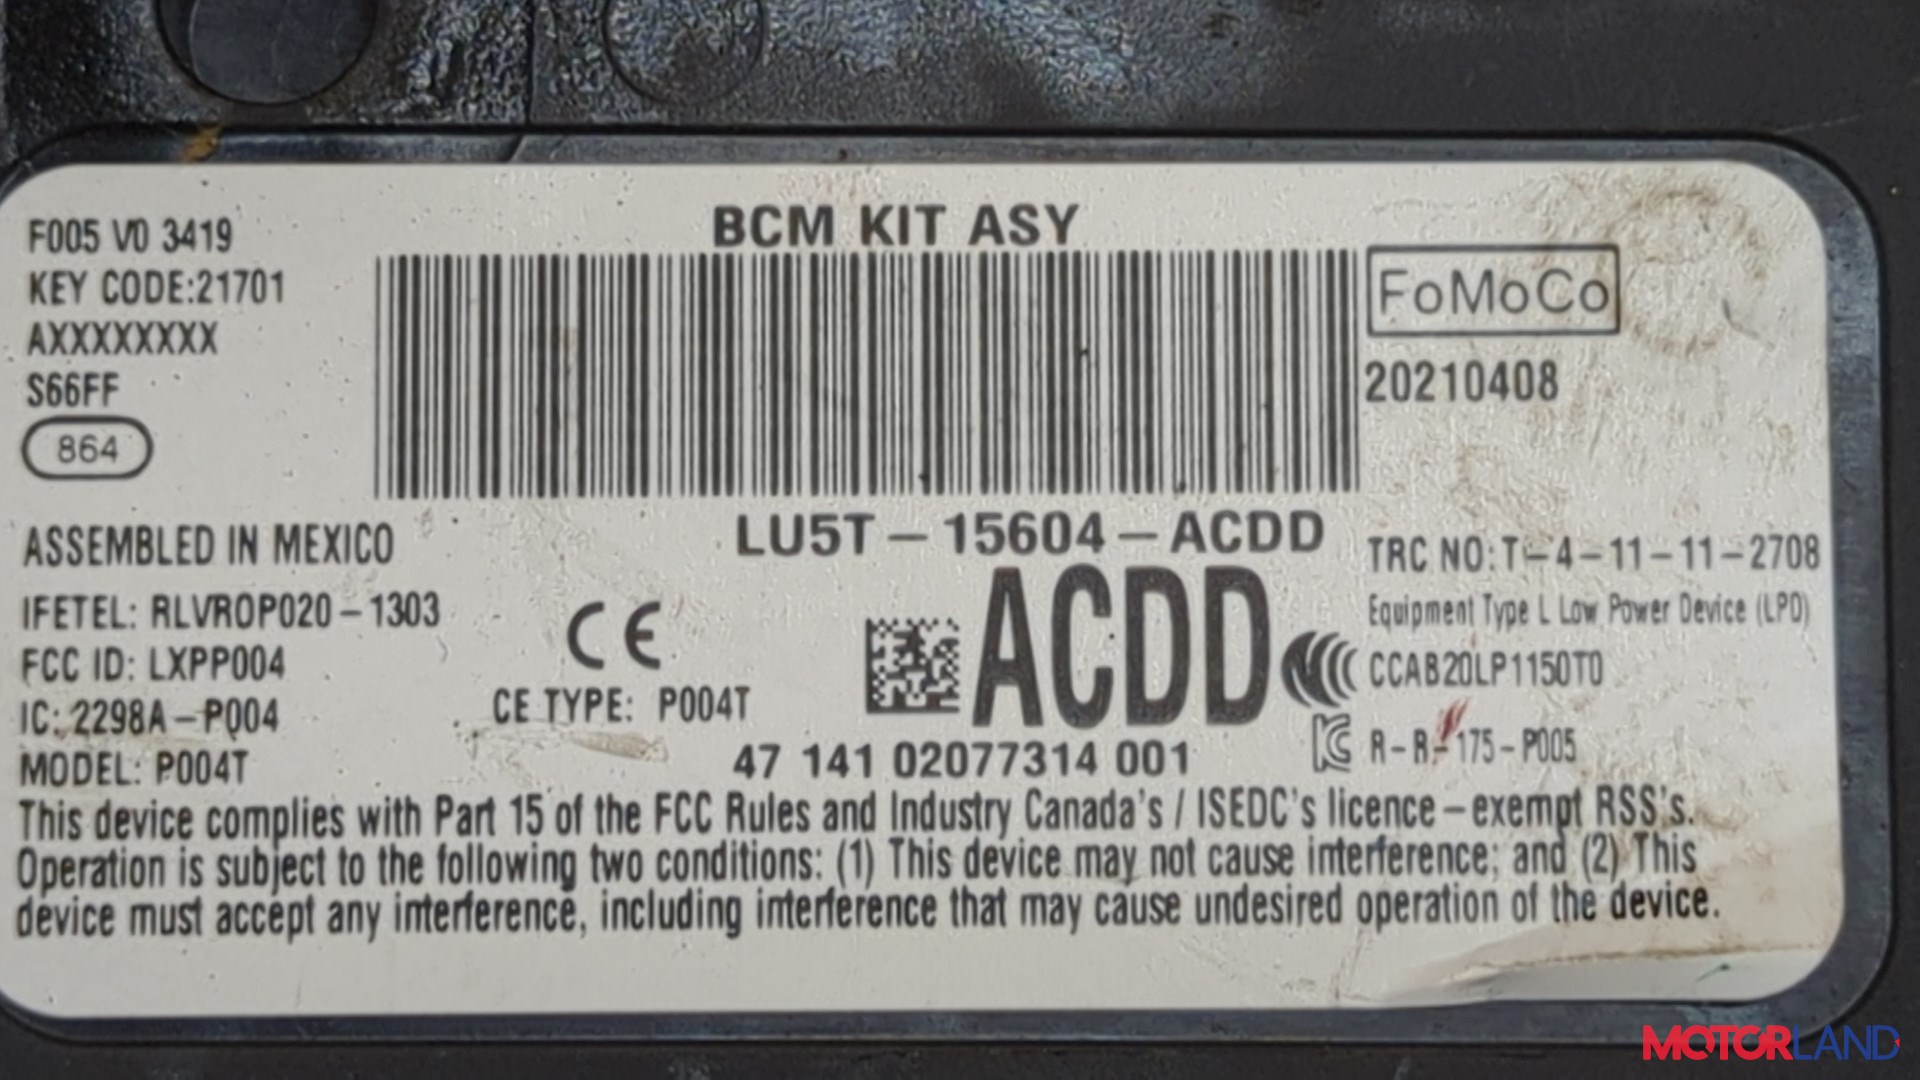 BCM KIT ASY
F005 V0 3419
KEY CODE:21701
AXXXXXXXX
S66FF
864
FoMoCo
20210408
LU5T-15604-ACDD
ASSEMBLED IN MEXICO
IFETEL: RLVROP020-1303
FCC ID: LXPP004
IC: 2298A-P004
MODEL: P004T
CE
CE TYPE: P004T
ACDD
47 141 02077314 001
TRC NO: T-4-11-11-2708
Equipment Type L Low Power Device (LPD)
CCAB20LP1150T0
R-R-175-P005
This device complies with Part 15 of the FCC Rules and Industry Canada's / ISEDC's licence-exempt RSS's.
Operation is subject to the following two conditions: (1) This device may not cause interference; and (2) This
device must accept any interference, including interference that may cause undesired operation of the device.
MOTORLAND